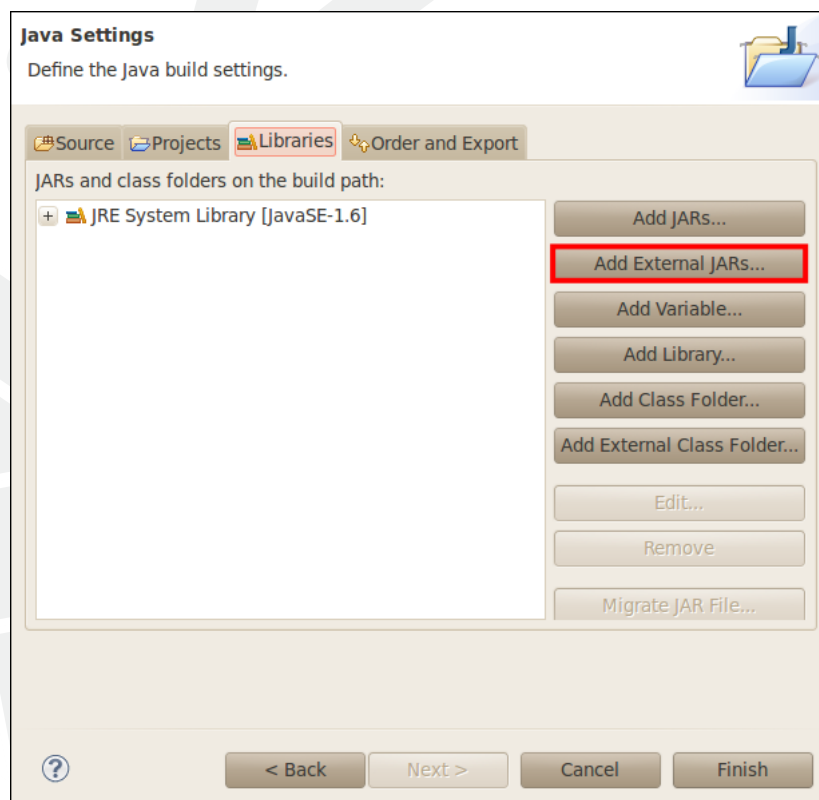 Java Settings
Define the Java build settings.
Source Projects Libraries Order and Export
JARs and class folders on the build path:
JRE System Library [JavaSE-1.6]
Add JARs...
Add External JARs...
Add Variable...
Add Library...
Add Class Folder...
Add External Class Folder...
Edit...
Remove
Migrate JAR File...
? < Back Next > Cancel Finish